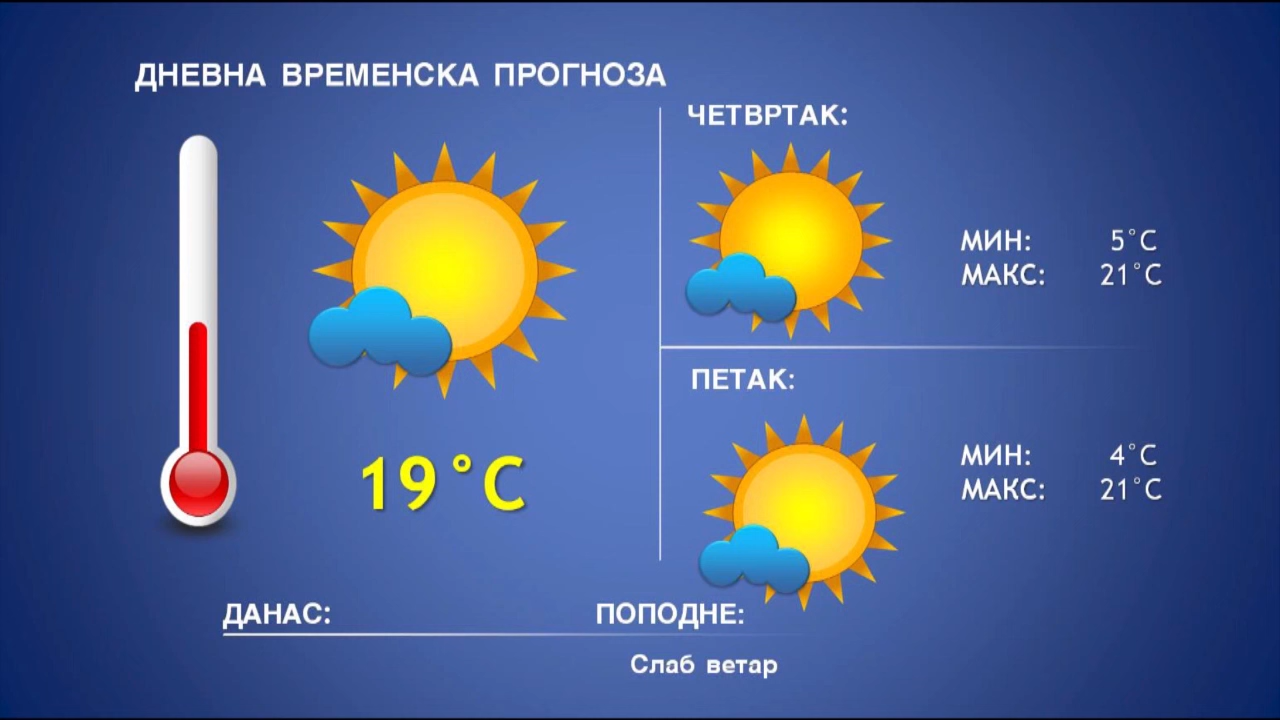 ДНЕВНА ВРЕМЕНСКА ПРОГНОЗА
19°C
ЧЕТВРТАК:
МИН: 5°C
МАКС: 21°C
ПЕТАК:
МИН: 4°C
МАКС: 21°C
ДАНАС: ПОПОДНЕ:
Слаб ветар